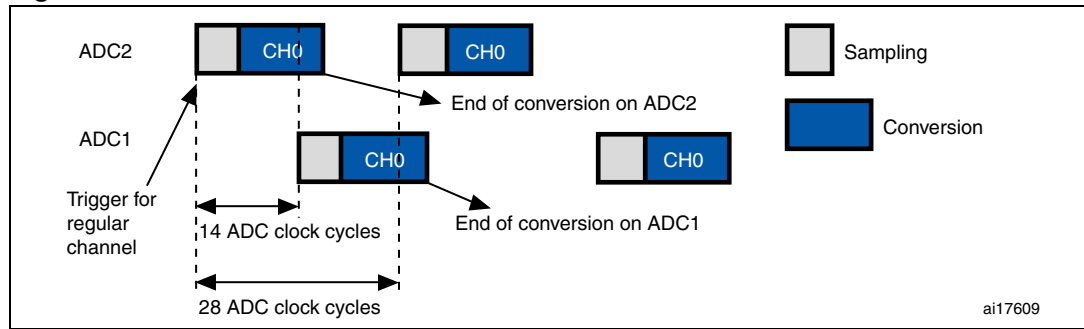 ADC2
CH0
CH0
Sampling
End of conversion on ADC2
Conversion
ADC1
CH0
CH0
Trigger for
regular
channel
End of conversion on ADC1
14 ADC clock cycles
28 ADC clock cycles
ai17609